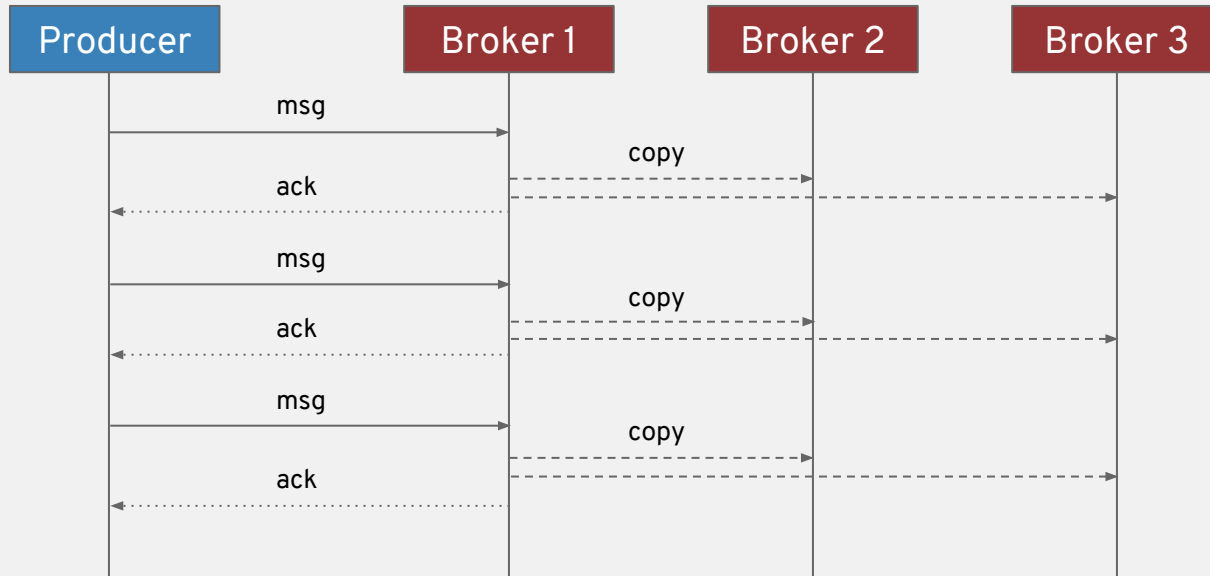 Producer
Broker 1
Broker 2
Broker 3
msg
copy
ack
msg
copy
ack
msg
copy
ack